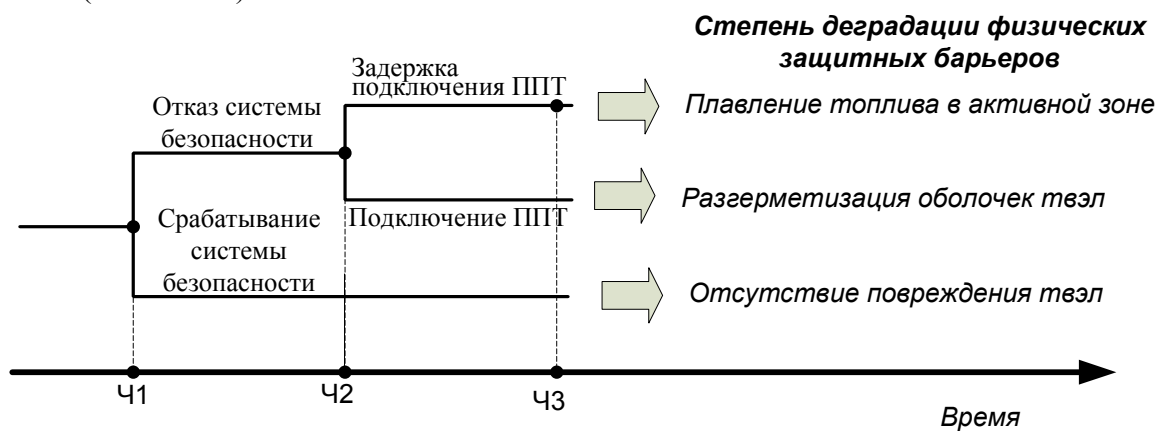 Степень деградации физических
защитных барьеров
Задержка
подключения ППТ
Отказ системы
безопасности
Плавление топлива в активной зоне
Срабатывание
системы
безопасности
Подключение ППТ
Разгерметизация оболочек твэл
Отсутствие повреждения твэл
Ч1
Ч2
Ч3
Время